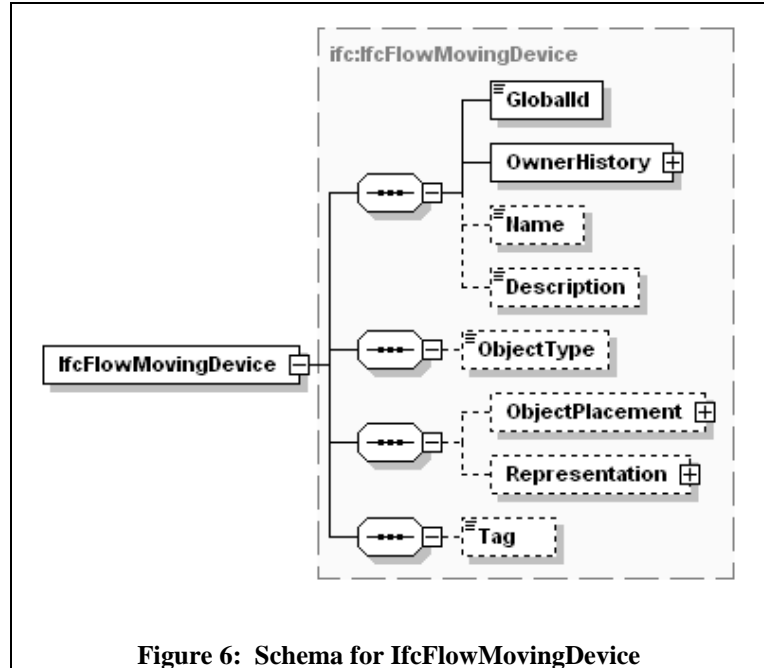 ifc:IfcFlowMovingDevice
GlobalId
OwnerHistory
Name
Description
IfcFlowMovingDevice
ObjectType
ObjectPlacement
Representation
Tag
Figure 6: Schema for IfcFlowMovingDevice